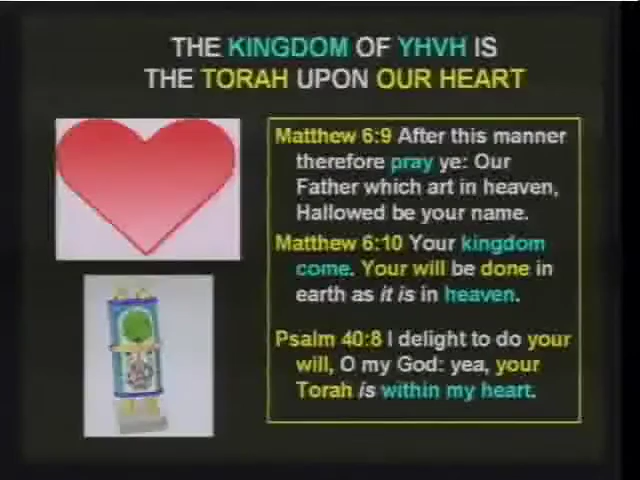 THE KINGDOM OF YHVH IS
THE TORAH UPON OUR HEART
Matthew 6:9 After this manner
therefore pray ye: Our
Father which art in heaven,
Hallowed be your name.
Matthew 6:10 Your kingdom
come. Your will be done in
earth as it is in heaven.
Psalm 40:8 I delight to do your
will, O my God: yea, your
Torah is within my heart.